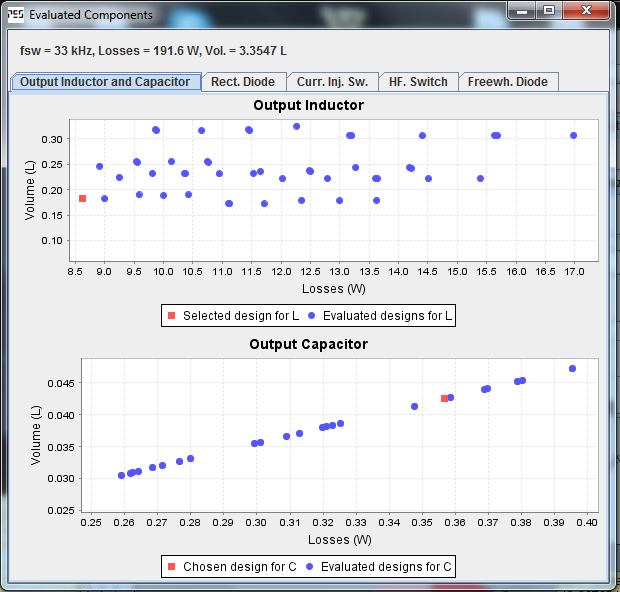 PSG Evaluated Components
fsw = 33 kHz, Losses = 191.6 W, Vol. = 3.3547 L
Output Inductor and Capacitor Rect. Diode Curr. Inj. Sw. HF. Switch Freewh. Diode
Output Inductor
Volume (L)
0.30
0.25
0.20
0.15
0.10
8.5 9.0 9.5 10.0 10.5 11.0 11.5 12.0 12.5 13.0 13.5 14.0 14.5 15.0 15.5 16.0 16.5 17.0
Losses (W)
Selected design for L Evaluated designs for L
Output Capacitor
Volume (L)
0.045
0.040
0.035
0.030
0.025
0.25 0.26 0.27 0.28 0.29 0.30 0.31 0.32 0.33 0.34 0.35 0.36 0.37 0.38 0.39 0.40
Losses (W)
Chosen design for C Evaluated designs for C